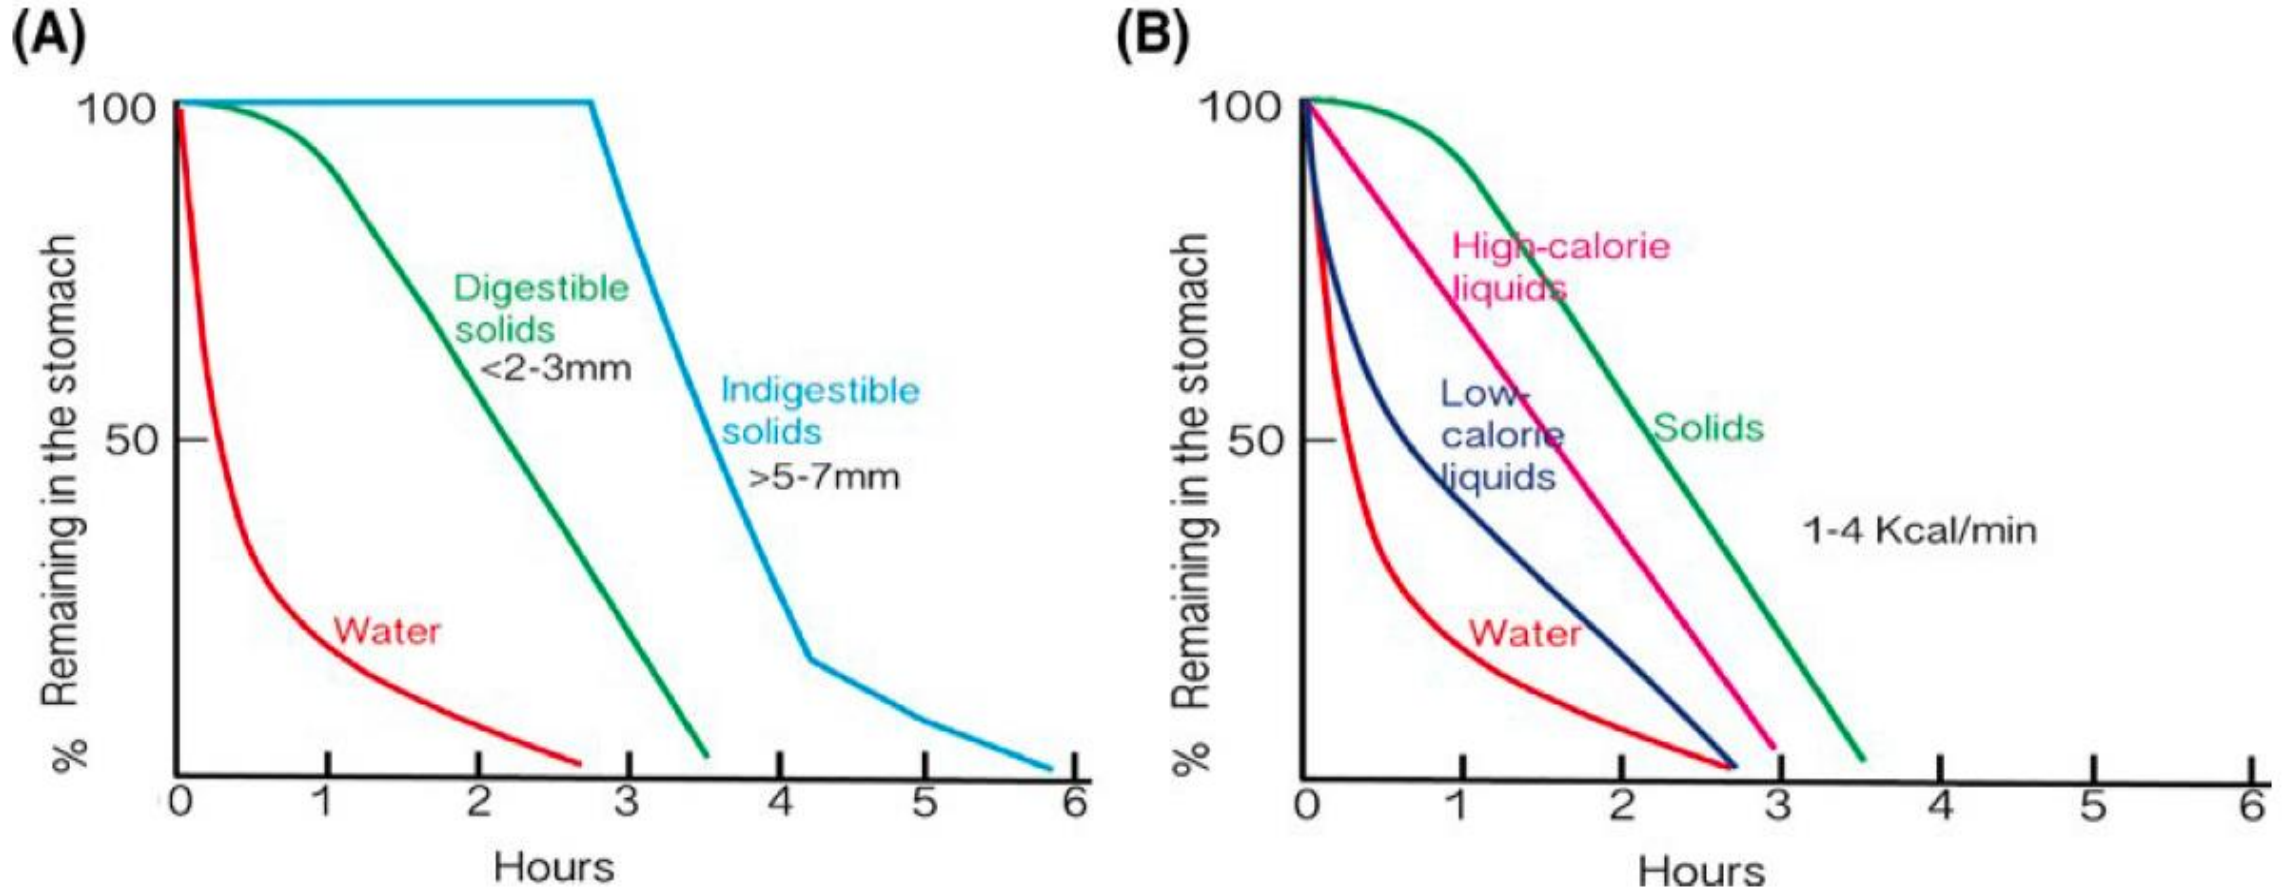 (A)
100
50
% Remaining in the stomach
Digestible
solids
<2-3mm
Indigestible
solids
>5-7mm
Water
0 1 2 3 4 5 6
Hours
(B)
100
50
% Remaining in the stomach
High-calorie
liquids
Low-
calorie
liquids
Solids
1-4 Kcal/min
Water
0 1 2 3 4 5 6
Hours